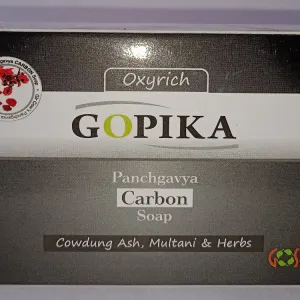 Oxyrich
GOPIKA
Panchgavya
Carbon
Soap
Cowdung Ash, Multani & Herbs